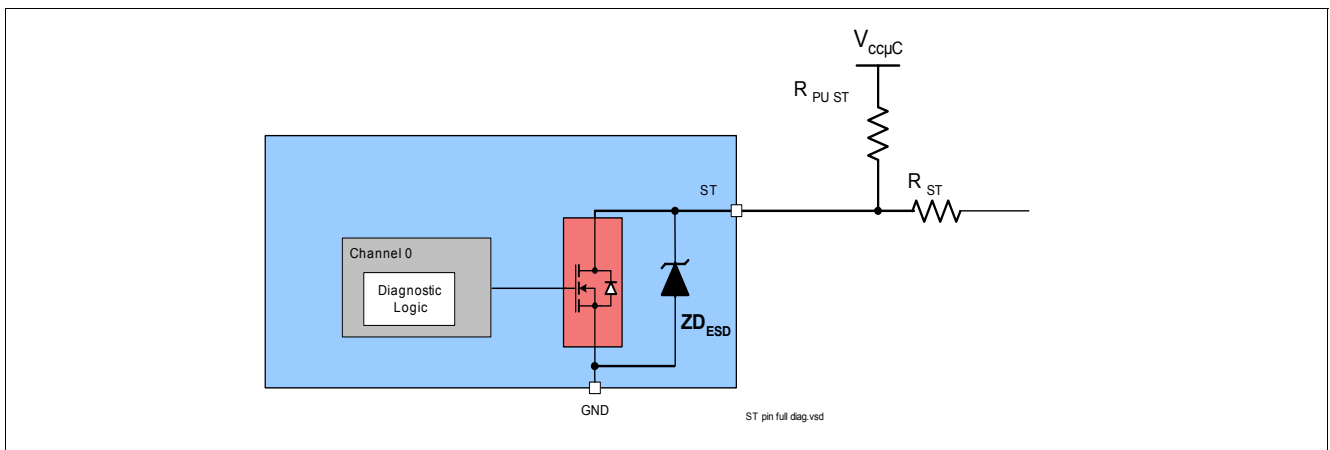 VccµC
R PU ST
R ST
ST
Channel 0
Diagnostic
Logic
ZDESD
GND
ST pin full diag.vsd